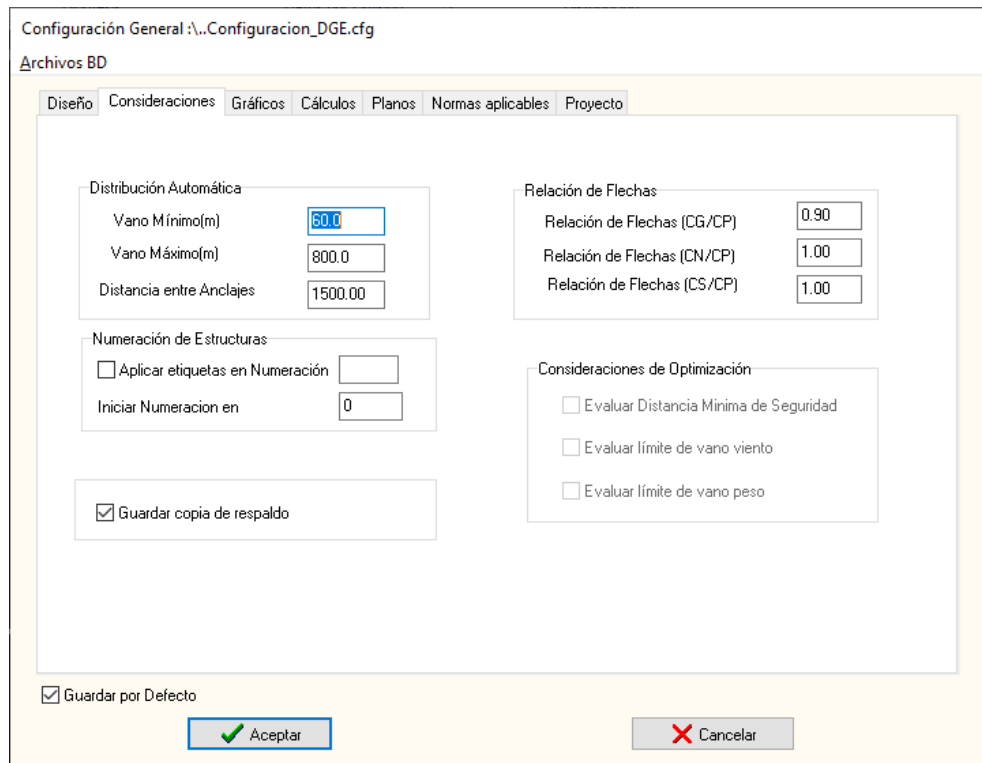 Configuración General :\..Configuracion_DGE.cfg
Archivos BD
Diseño Consideraciones Gráficos Cálculos Planos Normas aplicables Proyecto
Distribución Automática
Vano Mínimo(m) 60.0
Vano Máximo(m) 800.0
Distancia entre Anclajes 1500.00
Numeración de Estructuras
Aplicar etiquetas en Numeración
Iniciar Numeracion en 0
Guardar copia de respaldo
Relación de Flechas
Relación de Flechas (CG/CP) 0.90
Relación de Flechas (CN/CP) 1.00
Relación de Flechas (CS/CP) 1.00
Consideraciones de Optimización
Evaluar Distancia Minima de Seguridad
Evaluar límite de vano viento
Evaluar límite de vano peso
Guardar por Defecto
Aceptar Cancelar